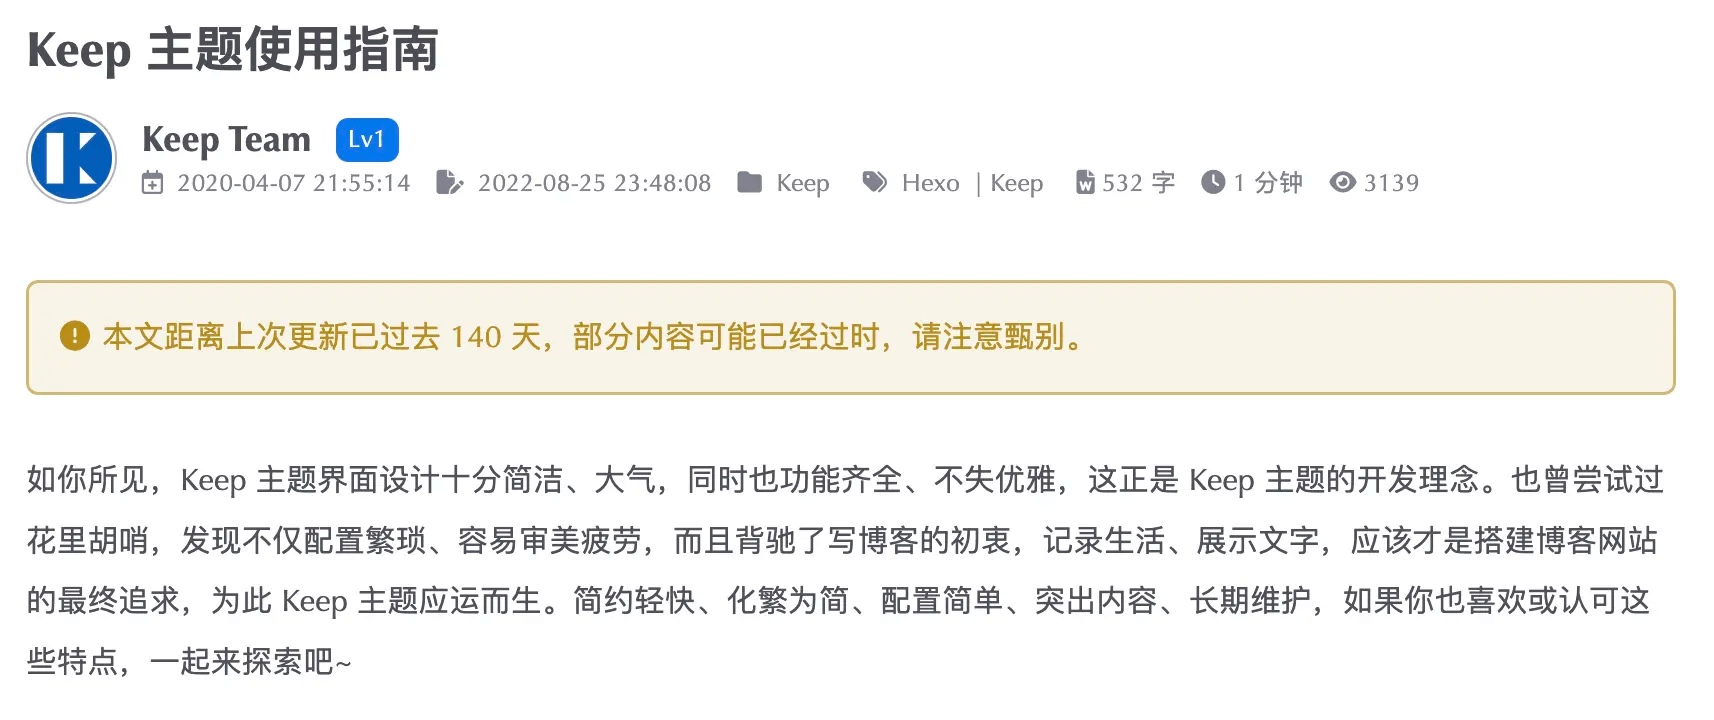 Keep 主题使用指南
Keep Team Lv1
2020-04-07 21:55:14 2022-08-25 23:48:08 Keep Hexo | Keep 532 字 1 分钟 3139
本文距离上次更新已过去 140 天，部分内容可能已经过时，请注意甄别。
如你所见，Keep 主题界面设计十分简洁、大气，同时也功能齐全、不失优雅，这正是 Keep 主题的开发理念。也曾尝试过
花里胡哨，发现不仅配置繁琐、容易审美疲劳，而且背驰了写博客的初衷，记录生活、展示文字，应该才是搭建博客网站
的最终追求，为此 Keep 主题应运而生。简约轻快、化繁为简、配置简单、突出内容、长期维护，如果你也喜欢或认可这
些特点，一起来探索吧~